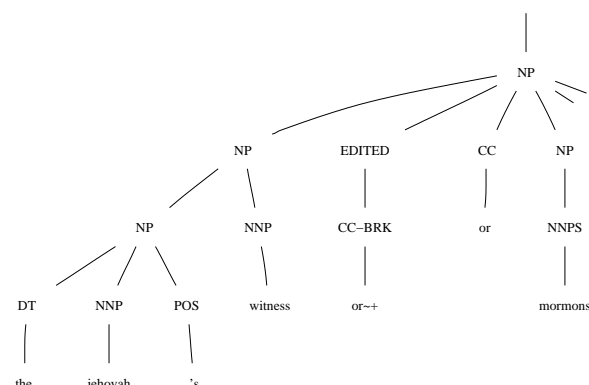 NP
NP EDITED CC NP
NP NNP CC−BRK or NNPS
DT NNP POS witness or~+ mormons
the jehovah 's